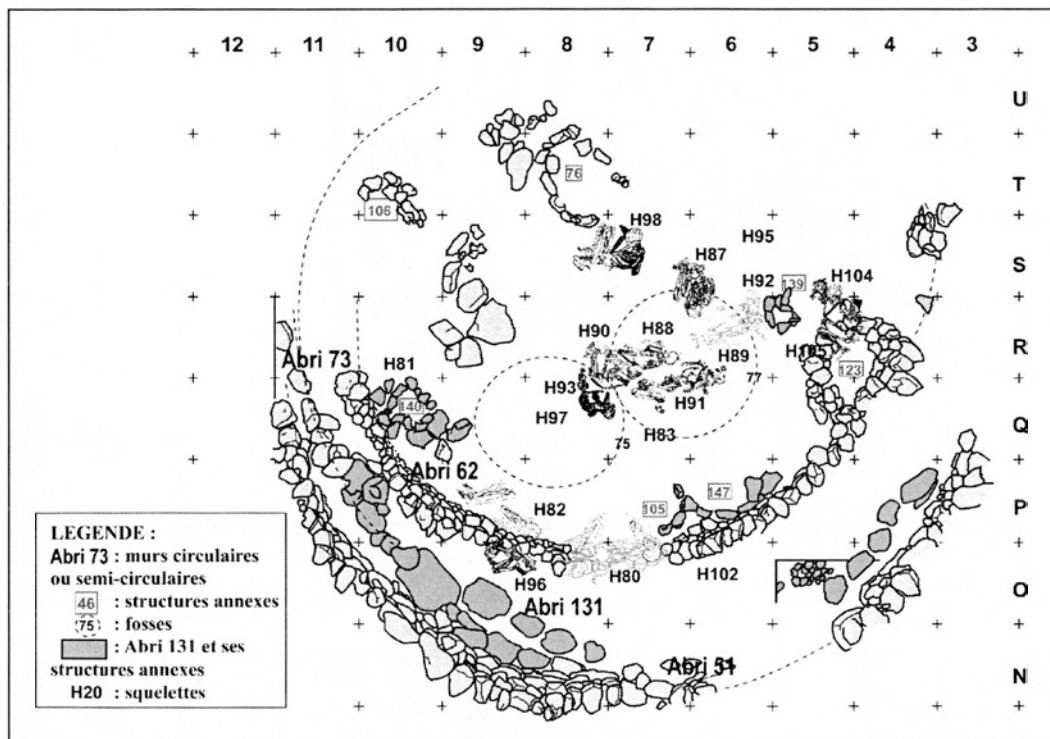 12 11 10 9 8 7 6 5 4 3
U
76
T
106
H98
H95
H87
S
H92
139
H104
Abri 73
H81
H90
H88
R
H89
H105
123
77
140
H93
H91
H97
H83
Q
75
Abri 62
147
105
P
H82
H96
H80
H102
O
Abri 131
Abri 51
N
LEGENDE :
Abri 73 : murs circulaires
ou semi-circulaires
46 : structures annexes
75 : fosses
: Abri 131 et ses
structures annexes
H20 : squelettes